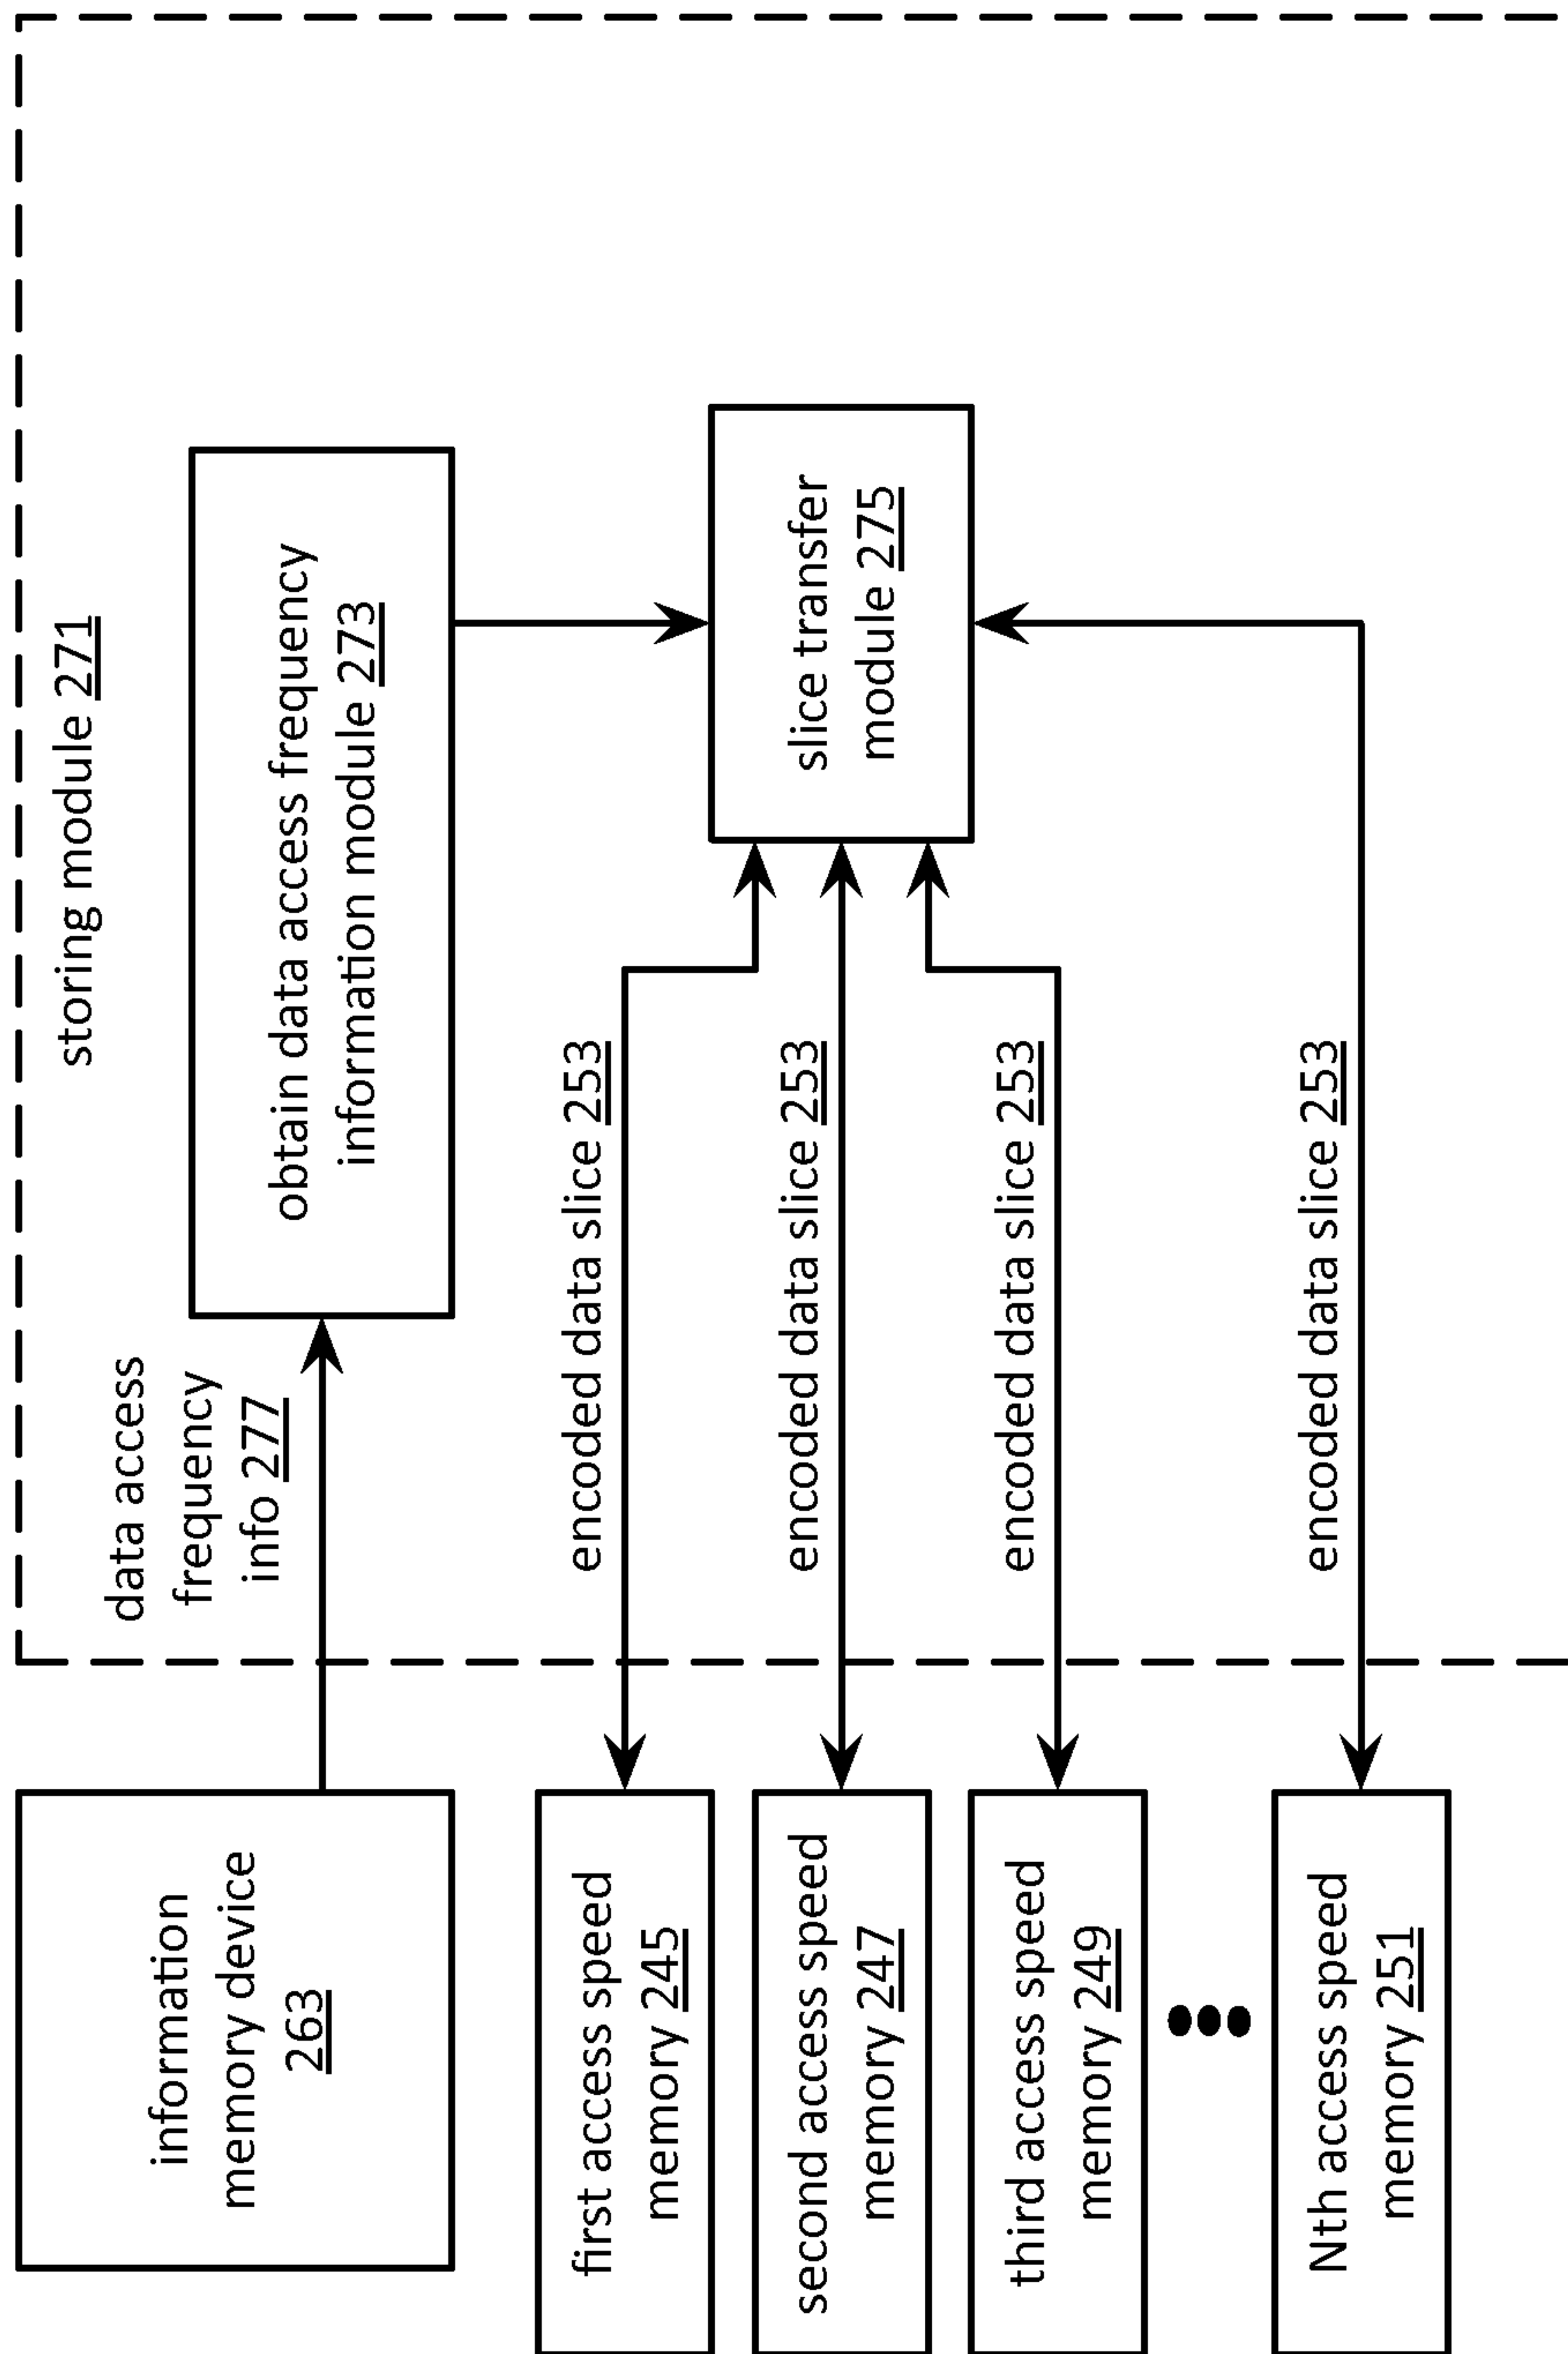 storing module 271
information
memory device
263
data access
frequency
info 277
obtain data access frequency
information module 273
first access speed
memory 245
encoded data slice 253
second access speed
memory 247
encoded data slice 253
slice transfer
module 275
third access speed
memory 249
encoded data slice 253
Nth access speed
memory 251
encoded data slice 253